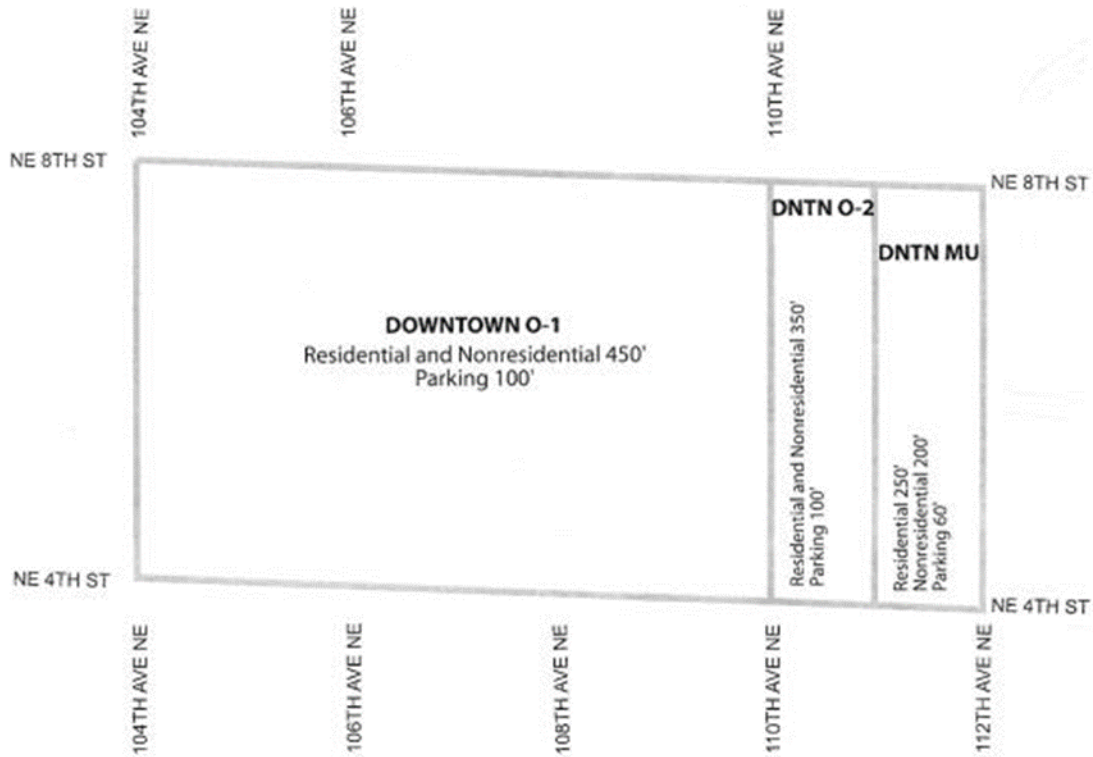 104TH AVE NE
106TH AVE NE
110TH AVE NE
NE 8TH ST
NE 8TH ST
DNTN O-2
DNTN MU
DOWNTOWN O-1
Residential and Nonresidential 450'
Parking 100'
Residential and Nonresidential 350'
Parking 100'
Residential 250'
Nonresidential 200'
Parking 60'
NE 4TH ST
NE 4TH ST
104TH AVE NE
106TH AVE NE
108TH AVE NE
110TH AVE NE
112TH AVE NE